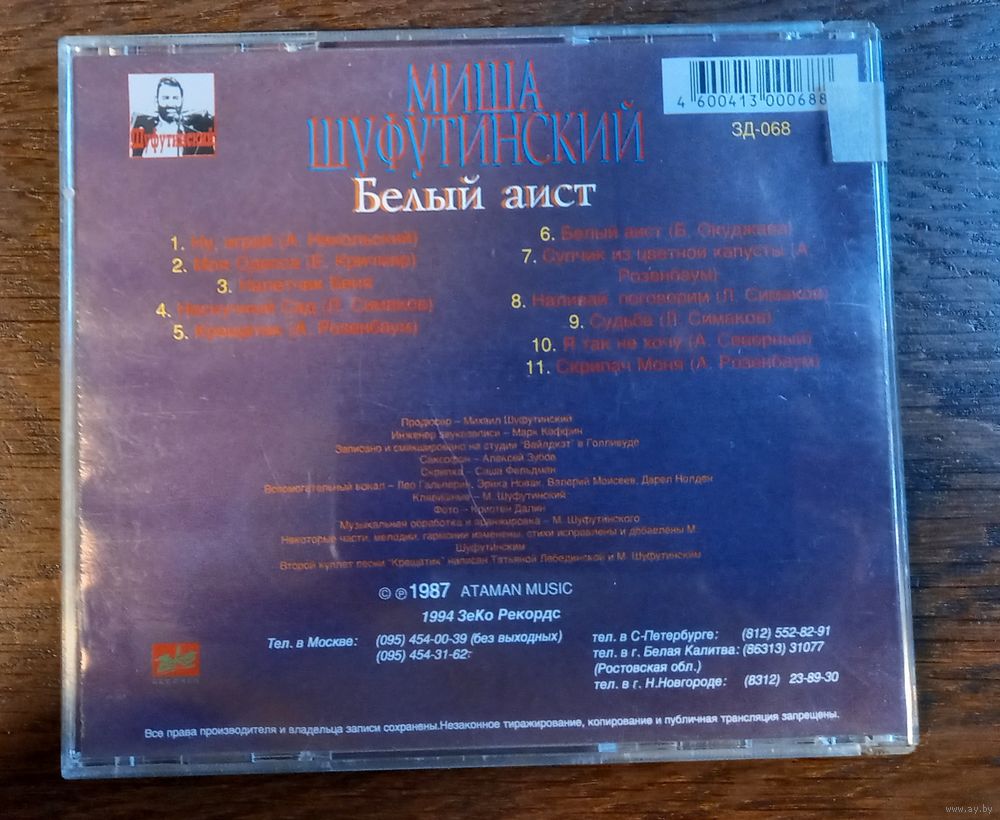 МИША
ШУФУТИНСКИЙ
Белый аист
Шуфутинский
4 600413 000688
ЗД-068
1. Ну, играй (А. Никольский)
2. Моя Одесса (Е. Кричмар)
3. Налетчик Беня
4. Нескучный Сад (Л. Симаков)
5. Крещатик (А. Розенбаум)
6. Белый аист (Б. Окуджава)
7. Супчик из цветной капусты (А.
Розенбаум)
8. Наливай, поговорим (Л. Симаков)
9. Судьба (Л. Симаков)
10. Я так не хочу (А. Северный)
11. Скрипач Моня (А. Розенбаум)
Продюсер – Михаил Шуфутинский
Инженер звукозаписи – Марк Каффин
Записано и смикшировано на студии "Вайлдкэт" в Голливуде
Саксофон – Алексей Зубов
Скрипка – Саша Фельдман
Вспомогательный вокал – Лео Гальперин, Эрика Новак, Валерий Моисеев, Дарел Нолден
Клавишные – М. Шуфутинский
Фото – Кристен Далин
Музыкальная обработка и аранжировка – М. Шуфутинского
Некоторые части, мелодии, гармонии изменены, стихи исправлены и добавлены М.
Шуфутинским
Второй куплет песни "Крещатик" написан Татьяной Лебединской и М. Шуфутинским
© ℗ 1987 ATAMAN MUSIC
1994 ЗеКо Рекордс
Тел. в Москве: (095) 454-00-39 (без выходных)
(095) 454-31-62
тел. в С-Петербурге: (812) 552-82-91
тел. в г. Белая Калитва: (86313) 31077
(Ростовская обл.)
тел. в г. Н.Новгороде: (8312) 23-89-30
Все права производителя и владельца записи сохранены.Незаконное тиражирование, копирование и публичная трансляция запрещены.
www.ay.by